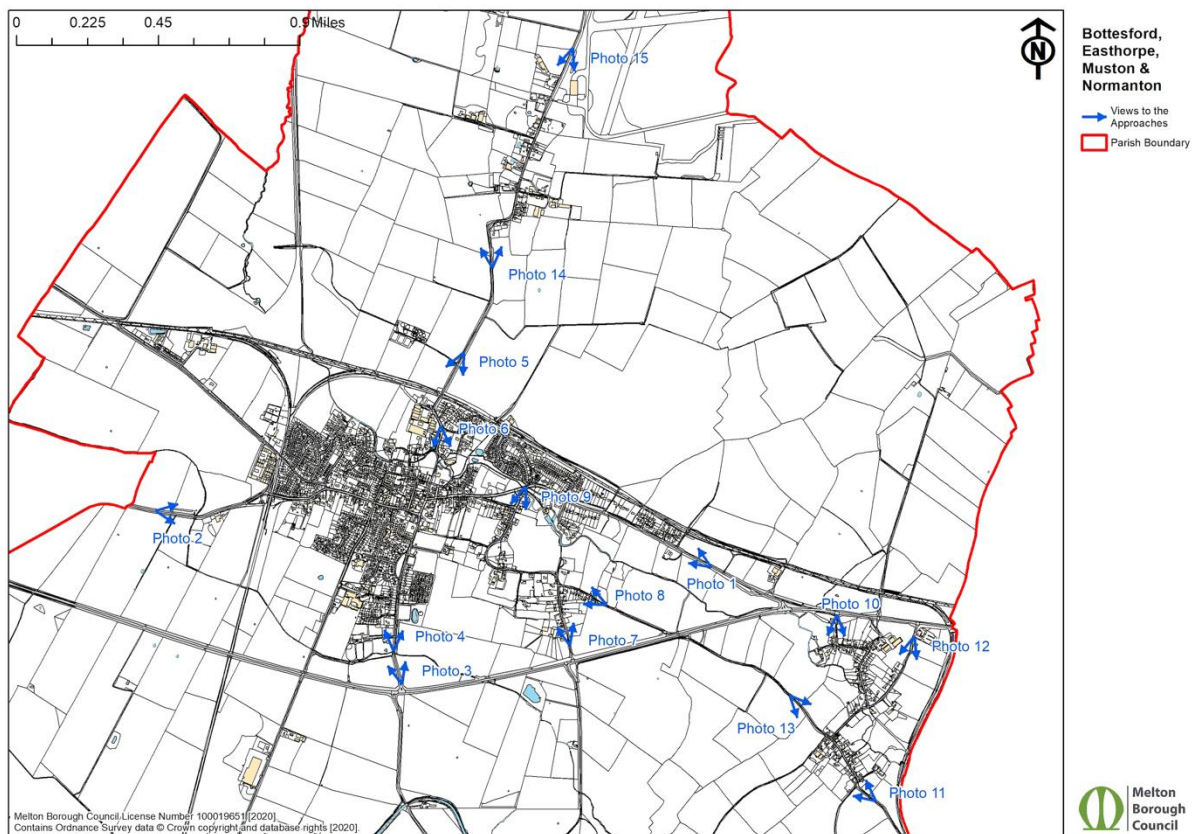 0 0.225 0.45 0.9 Miles
N
Bottesford,
Easthorpe,
Muston &
Normanton
Views to the
Approaches
Parish Boundary
Photo 15
Photo 14
Photo 5
Photo 6
Photo 9
Photo 2
Photo 1
Photo 8
Photo 10
Photo 4
Photo 7
Photo 12
Photo 3
Photo 13
Photo 11
Melton Borough Council License Number 100019651 [2020]
Contains Ordnance Survey data © Crown copyright and database rights [2020].
Melton
Borough
Council